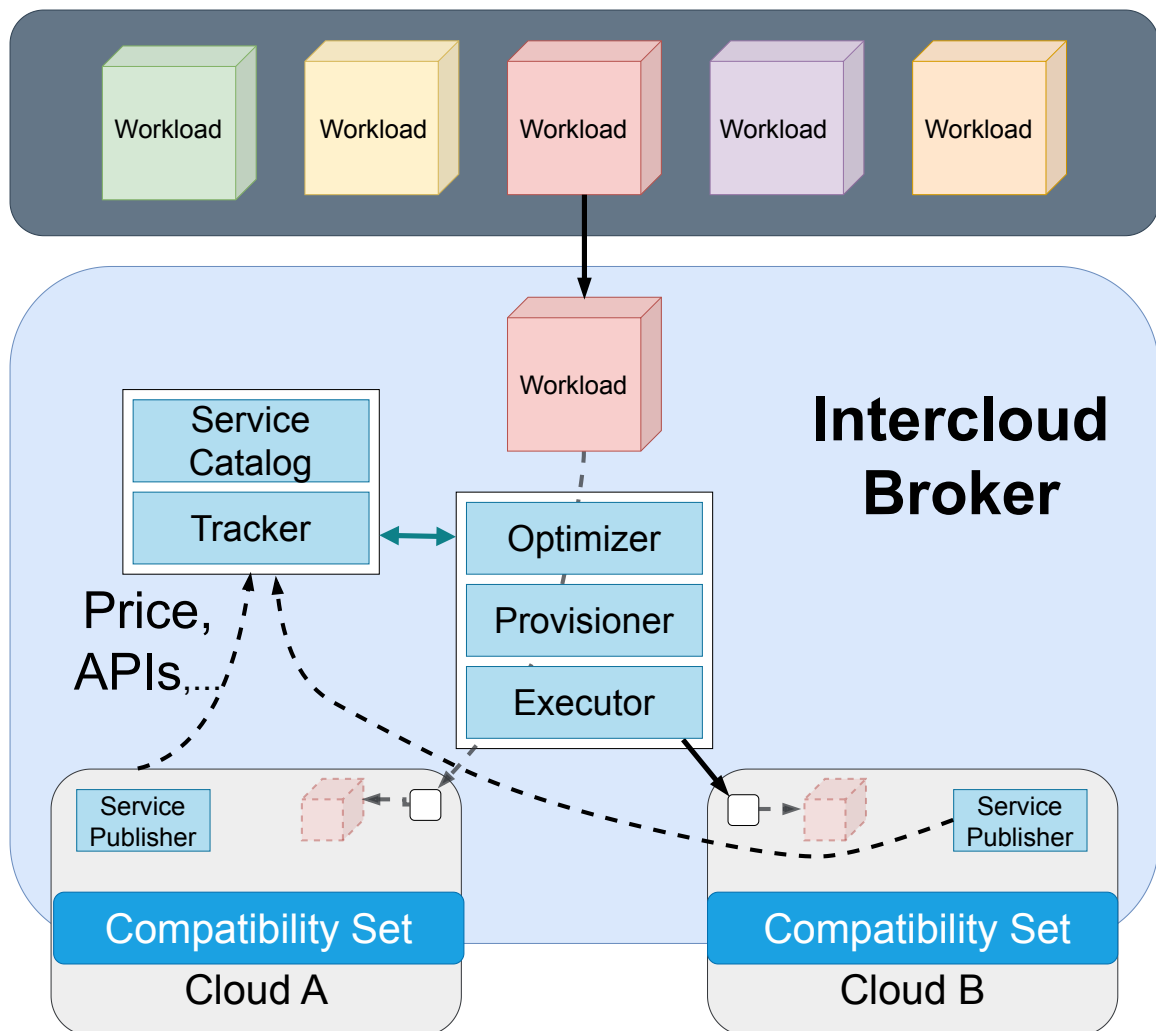 Workload
Workload
Workload
Workload
Workload
Workload
Intercloud
Broker
Service
Catalog
Tracker
Optimizer
Provisioner
Executor
Price,
APIs,...
Service
Publisher
Service
Publisher
Compatibility Set
Compatibility Set
Cloud A
Cloud B